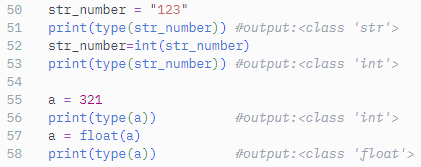 50 str_number = "123"
51 print(type(str_number)) #output:<class 'str'>
52 str_number=int(str_number)
53 print(type(str_number)) #output:<class 'int'>
54
55 a = 321
56 print(type(a)) #output:<class 'int'>
57 a = float(a)
58 print(type(a)) #output:<class 'float'>